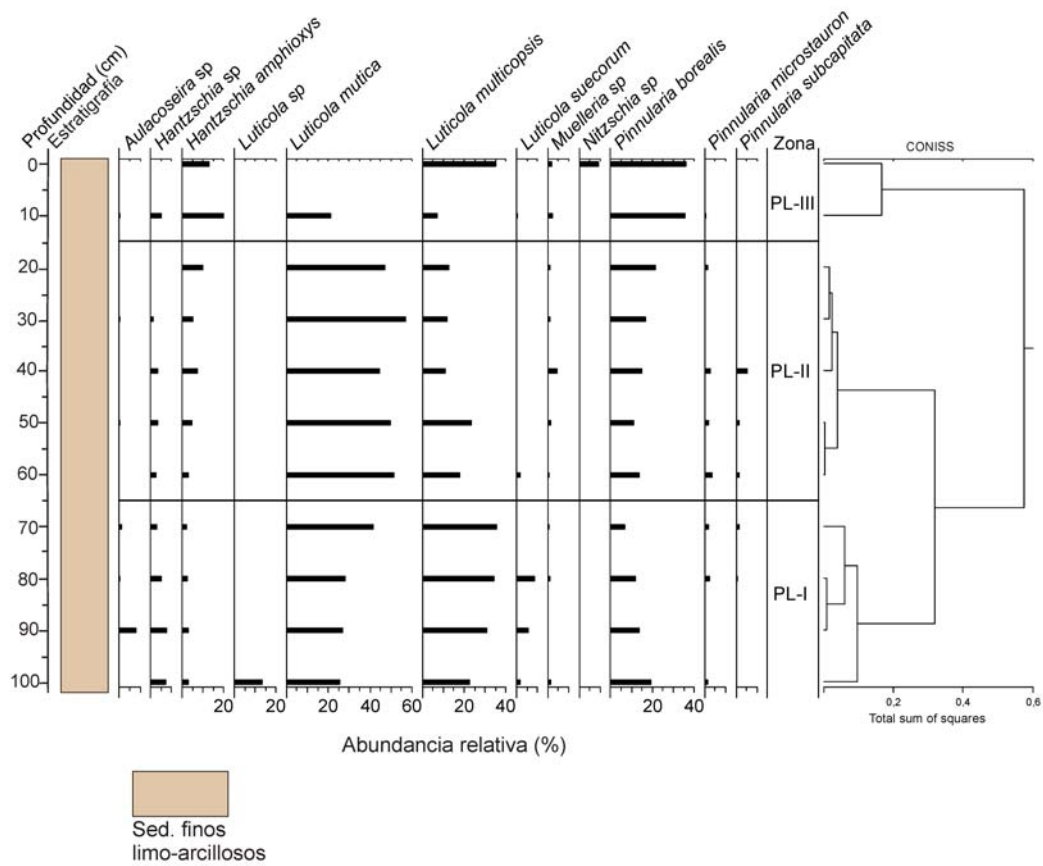 Profundidad (cm)
Estratigrafía
Aulacoseira sp
Hantzschia sp
Hantzschia amphioxys
Luticola sp
Luticola mutica
Luticola multicopsis
Luticola suecorum
Muelleria sp
Nitzschia sp
Pinnularia borealis
Pinnularia microstauron
Pinnularia subcapitata
Zona
CONISS
0
10
20
30
40
50
60
70
80
90
100
PL-III
PL-II
PL-I
20 20 20 40 60 20 40 20 40
0,2 0,4 0,6
Total sum of squares
Abundancia relativa (%)
Sed. finos
limo-arcillosos